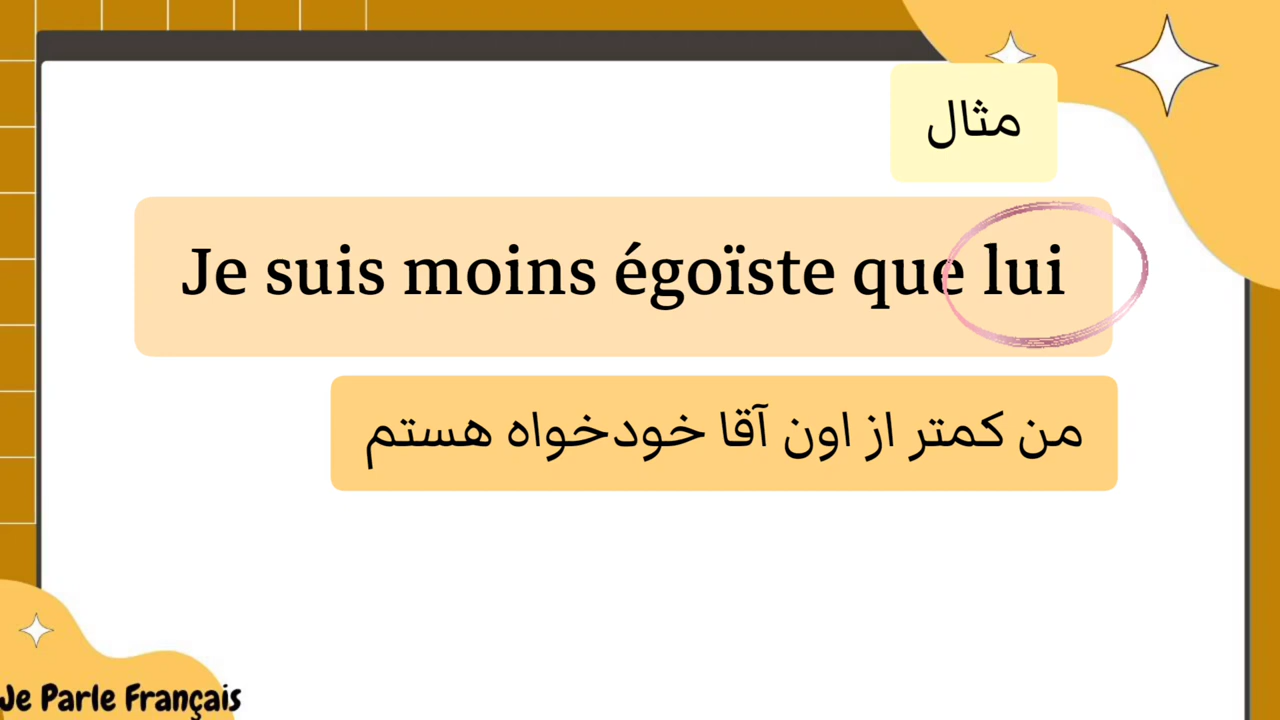 مثال
Je suis moins égoïste que lui
من کمتر از اون آقا خودخواه هستم
Je Parle Français